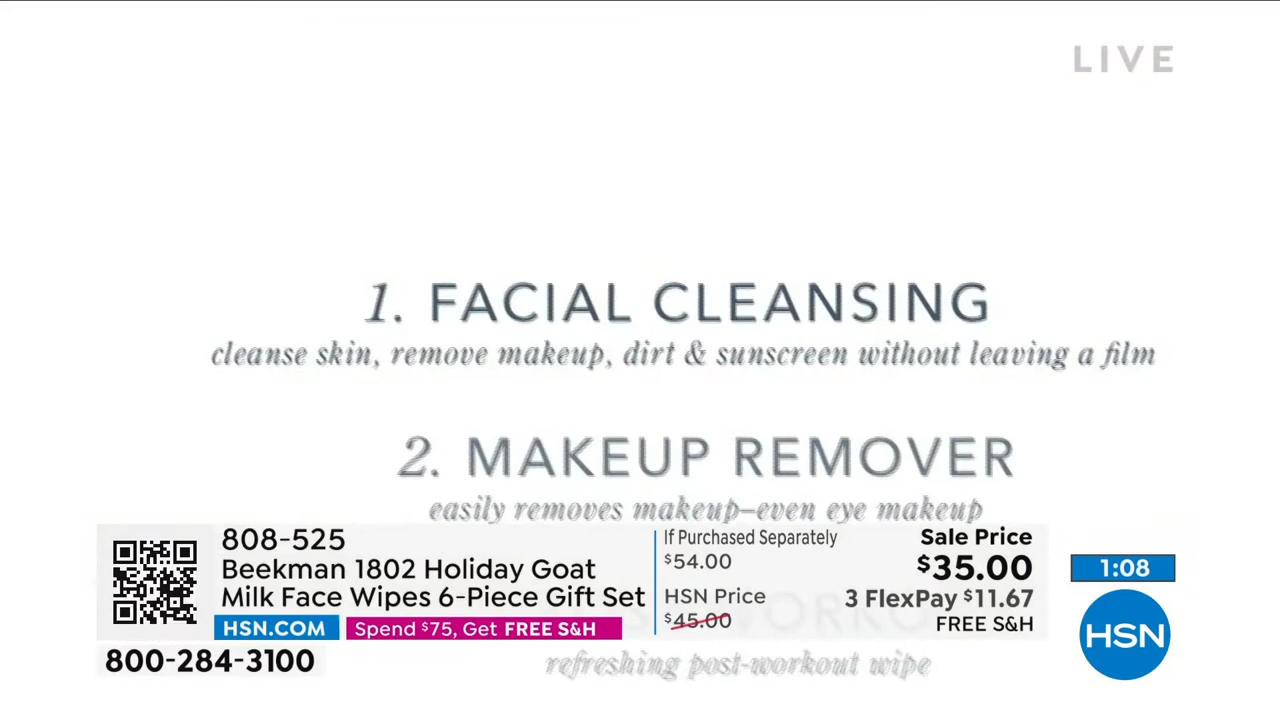 LIVE
1. FACIAL CLEANSING
cleanse skin, remove makeup, dirt & sunscreen without leaving a film
2. MAKEUP REMOVER
easily removes makeup–even eye makeup
808-525
Beekman 1802 Holiday Goat
Milk Face Wipes 6-Piece Gift Set
HSN.COM
Spend $75, Get FREE S&H
800-284-3100
If Purchased Separately
$54.00
HSN Price
$45.00
Sale Price
$35.00
3 FlexPay $11.67
FREE S&H
1:08
HSN
refreshing post-workout wipe